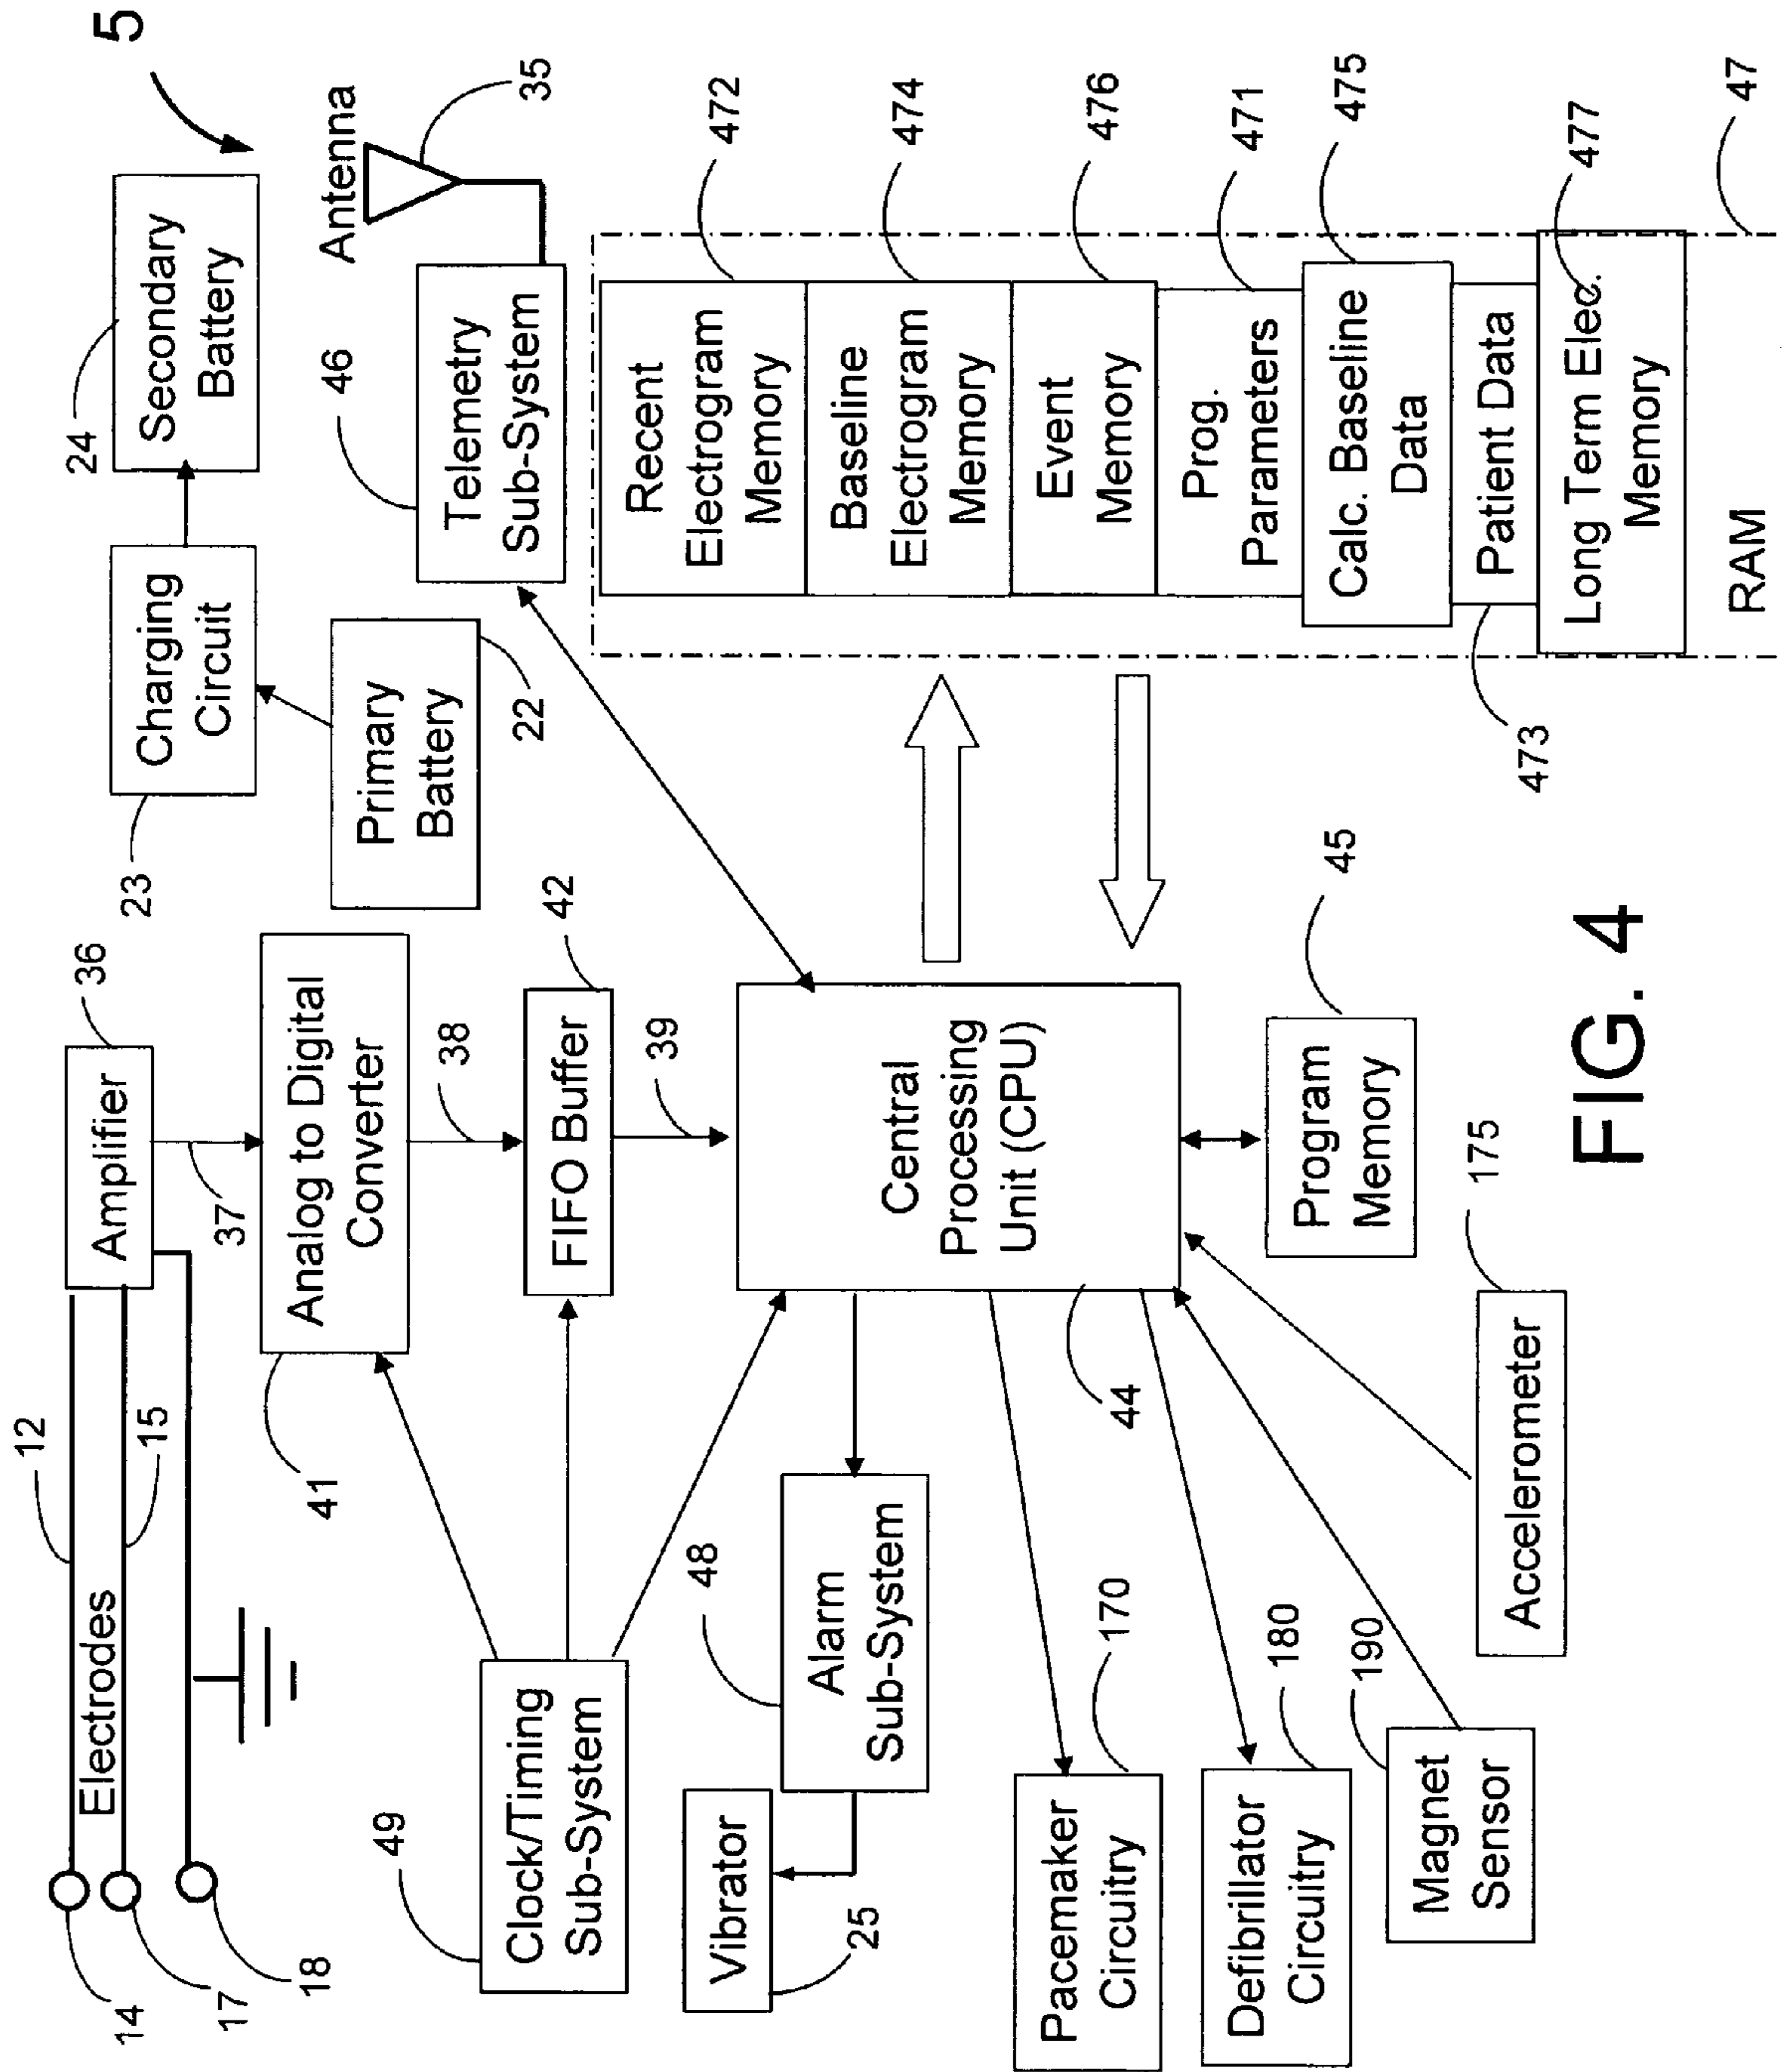 5
12
Electrodes
15
14
17
18
Amplifier
36
37
Analog to Digital
Converter
41
38
FIFO Buffer
42
39
Charging
Circuit
23
Secondary
Battery
24
Primary
Battery
22
Antenna
35
46
Telemetry
Sub-System
49
Clock/Timing
Sub-System
Central
Processing
Unit (CPU)
44
48
Alarm
Sub-System
Vibrator
25
Pacemaker
Circuitry
170
Defibrillator
Circuitry
180
Magnet
Sensor
190
Accelerometer
175
Program
Memory
45
Recent
Electrogram
Memory
472
Baseline
Electrogram
Memory
474
Event
Memory
476
Prog.
Parameters
471
Calc. Baseline
Data
475
Patient Data
473
Long Term Elec.
Memory
477
RAM
47
FIG. 4